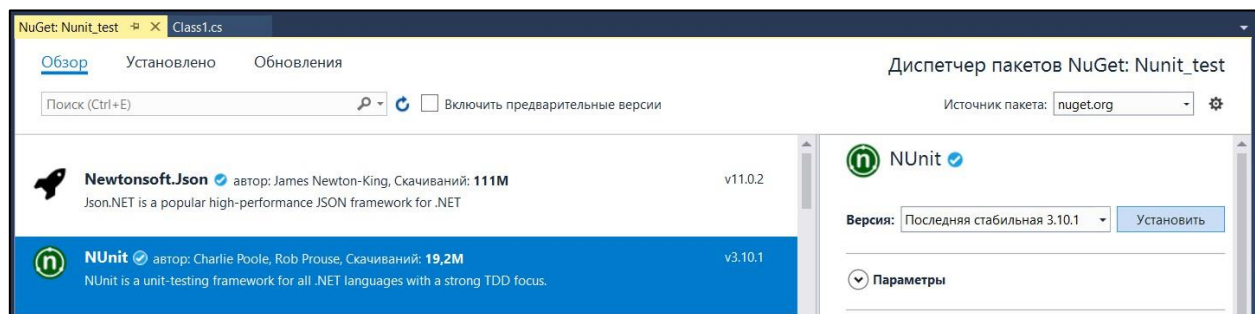 NuGet: Nunit_test Class1.cs
Обзор Установлено Обновления
Диспетчер пакетов NuGet: Nunit_test
Поиск (Ctrl+E) Включить предварительные версии
Источник пакета: nuget.org
Newtonsoft.Json автор: James Newton-King, Скачиваний: 111M v11.0.2
Json.NET is a popular high-performance JSON framework for .NET
NUnit автор: Charlie Poole, Rob Prouse, Скачиваний: 19,2M v3.10.1
NUnit is a unit-testing framework for all .NET languages with a strong TDD focus.
n NUnit
Версия: Последняя стабильная 3.10.1 Установить
Параметры